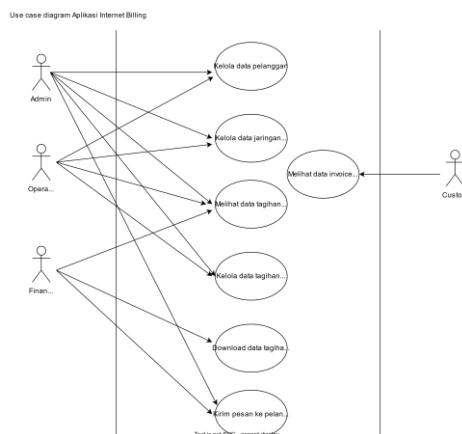 Use case diagram Aplikasi Internet Billing
Kelola data pelanggan
Admin
Kelola data jaringan...
Opera...
Melihat data invoice...
Custo
Melihat data tagihan...
Kelola data tagihan...
Finan...
Download data tagiha...
Kirim pesan ke pelan...